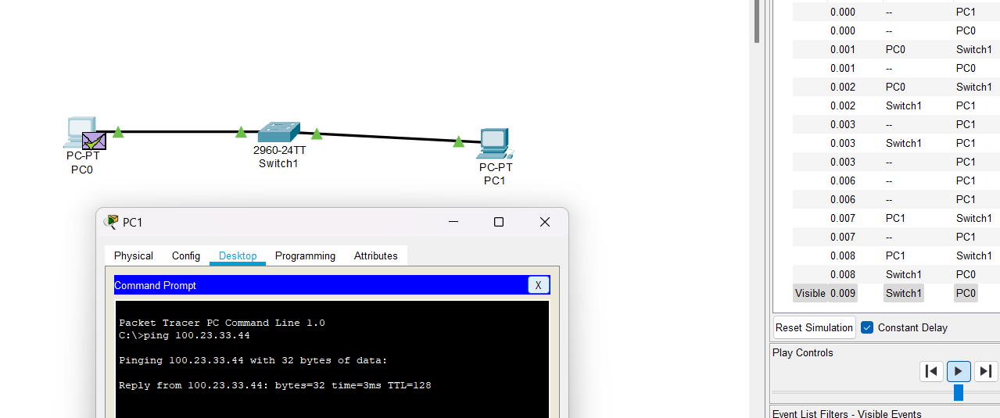 PC-PT
PC0
2960-24TT
Switch1
PC-PT
PC1
PC1
Physical Config Desktop Programming Attributes
Command Prompt X
Packet Tracer PC Command Line 1.0
C:\>ping 100.23.33.44
Pinging 100.23.33.44 with 32 bytes of data:
Reply from 100.23.33.44: bytes=32 time=3ms TTL=128
0.000 -- PC1
0.000 -- PC0
0.001 PC0 Switch1
0.001 -- PC0
0.002 PC0 Switch1
0.002 Switch1 PC1
0.003 -- PC1
0.003 Switch1 PC1
0.003 -- PC1
0.006 -- PC1
0.006 -- PC1
0.007 PC1 Switch1
0.007 -- PC1
0.008 PC1 Switch1
0.008 Switch1 PC0
Visible 0.009 Switch1 PC0
Reset Simulation Constant Delay
Play Controls
Event List Filters - Visible Events